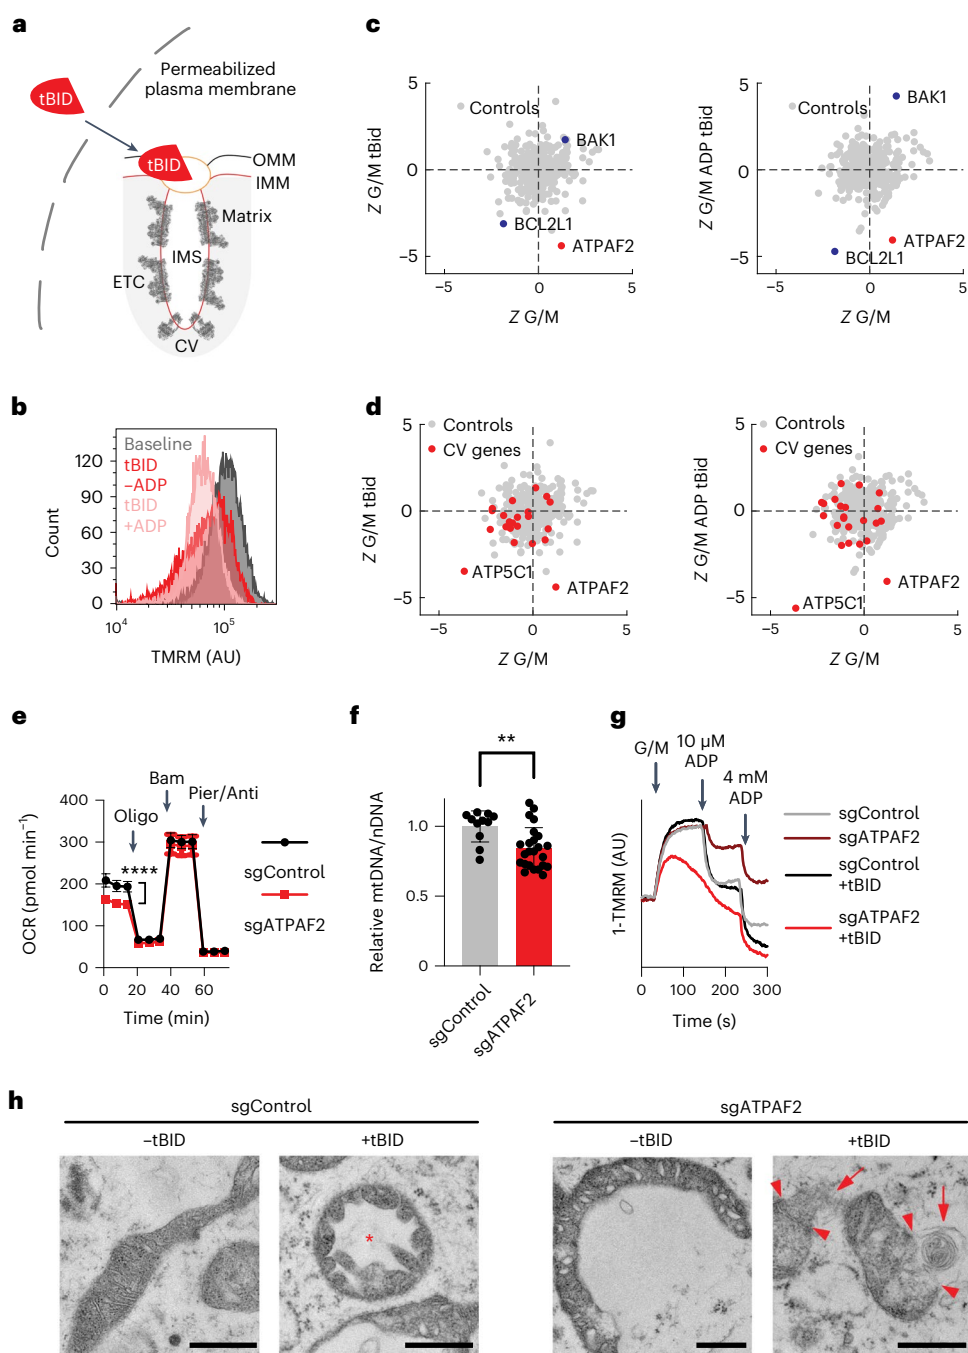 a
tBID
Permeabilized
plasma membrane
tBID
OMM
IMM
Matrix
IMS
ETC
CV
b
Baseline
tBID
–ADP
tBID
+ADP
120
90
60
30
0
Count
10⁴
10⁵
TMRM (AU)
c
5
0
–5
Z G/M tBid
Controls
BAK1
BCL2L1
ATPAF2
–5
0
5
Z G/M
5
0
–5
Z G/M ADP tBid
Controls
BAK1
BCL2L1
ATPAF2
–5
0
5
Z G/M
d
5
0
–5
Z G/M tBid
Controls
CV genes
ATP5C1
ATPAF2
–5
0
5
Z G/M
5
0
–5
Z G/M ADP tBid
Controls
CV genes
ATP5C1
ATPAF2
–5
0
5
Z G/M
e
Bam
Oligo
Pier/Anti
400
300
200
100
0
OCR (pmol min⁻¹)
****
0
20
40
60
Time (min)
sgControl
sgATPAF2
f
**
1.0
0.5
0
Relative mtDNA/nDNA
sgControl
sgATPAF2
g
G/M
10 µM
ADP
4 mM
ADP
1-TMRM (AU)
0
100
200
300
Time (s)
sgControl
sgATPAF2
sgControl
+tBID
sgATPAF2
+tBID
h
sgControl
–tBID
+tBID
*
sgATPAF2
–tBID
+tBID